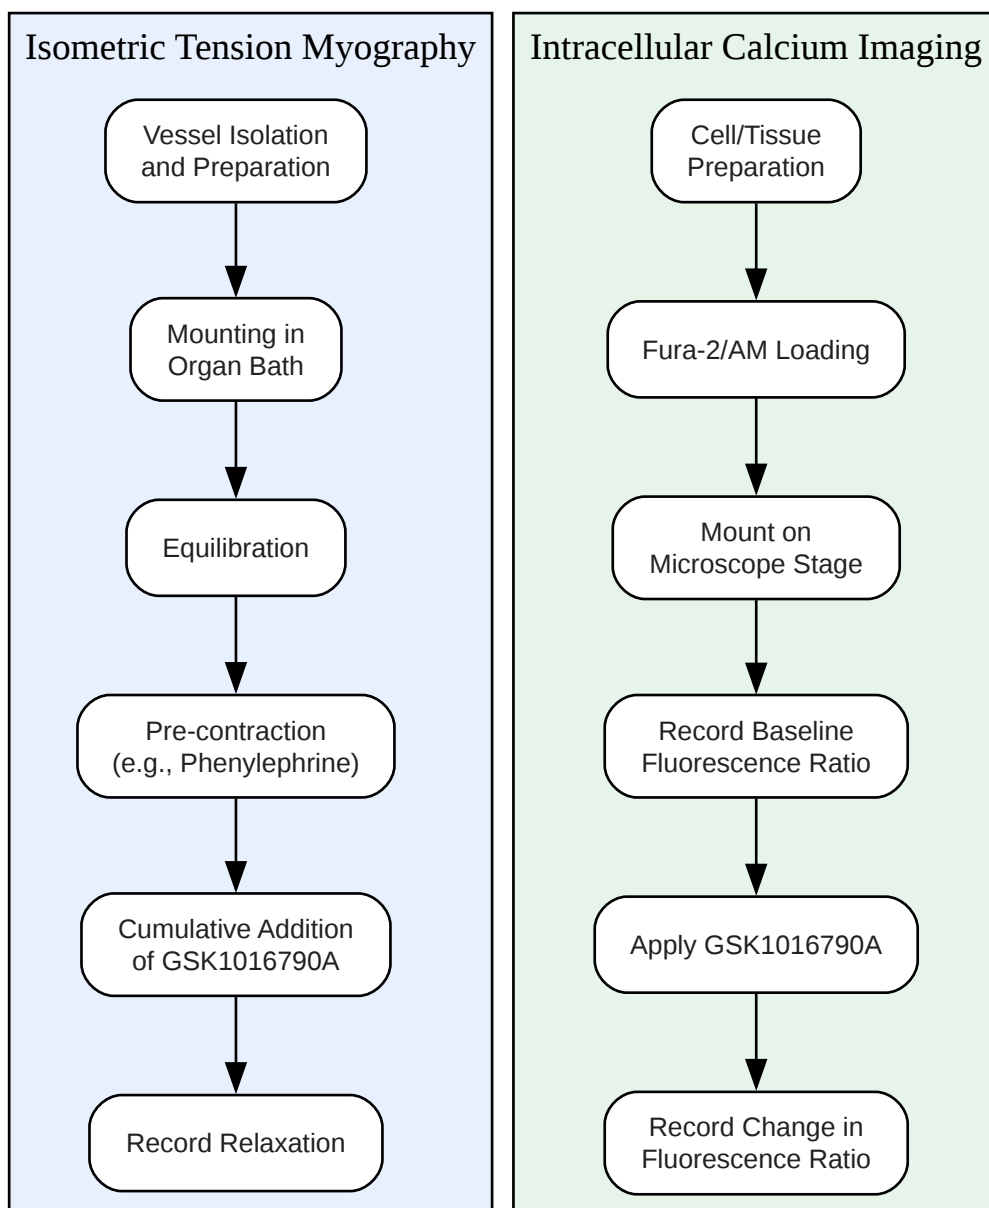 Isometric Tension Myography
Vessel Isolation
and Preparation
Mounting in
Organ Bath
Equilibration
Pre-contraction
(e.g., Phenylephrine)
Cumulative Addition
of GSK1016790A
Record Relaxation
Intracellular Calcium Imaging
Cell/Tissue
Preparation
Fura-2/AM Loading
Mount on
Microscope Stage
Record Baseline
Fluorescence Ratio
Apply GSK1016790A
Record Change in
Fluorescence Ratio